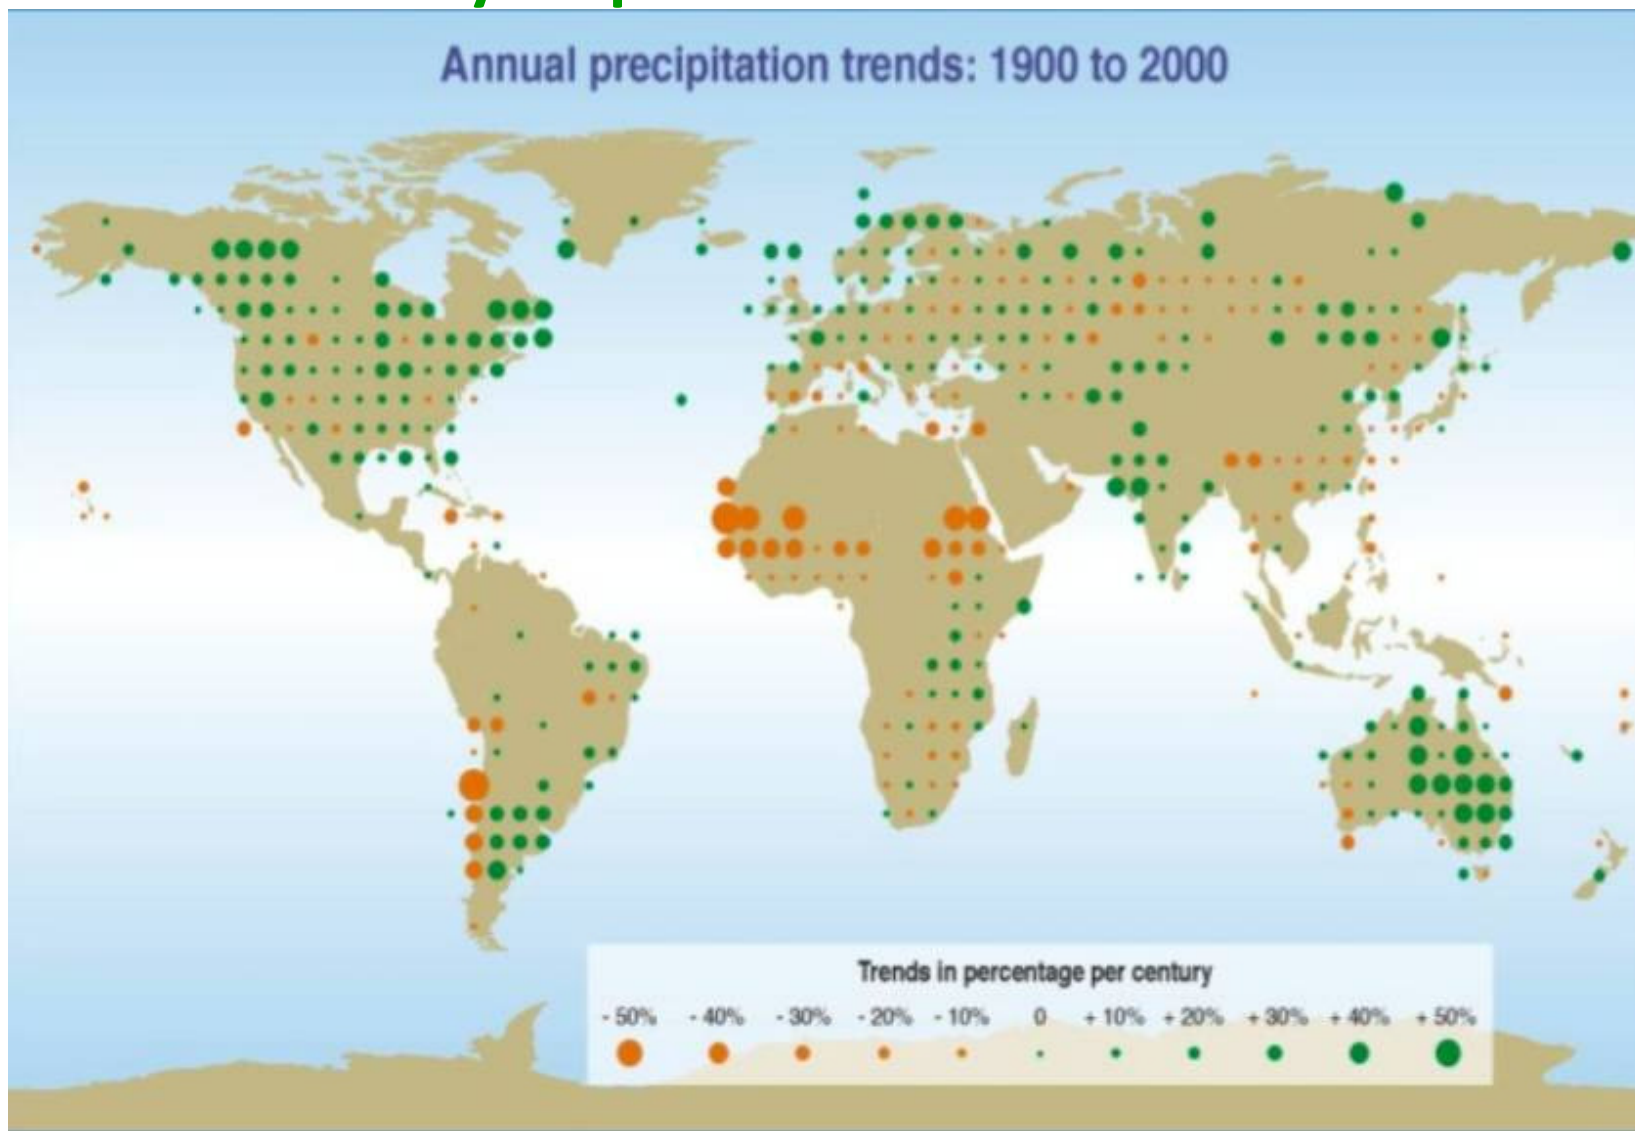 Annual precipitation trends: 1900 to 2000
Trends in percentage per century
- 50% - 40% - 30% - 20% - 10% 0 + 10% + 20% + 30% + 40% + 50%